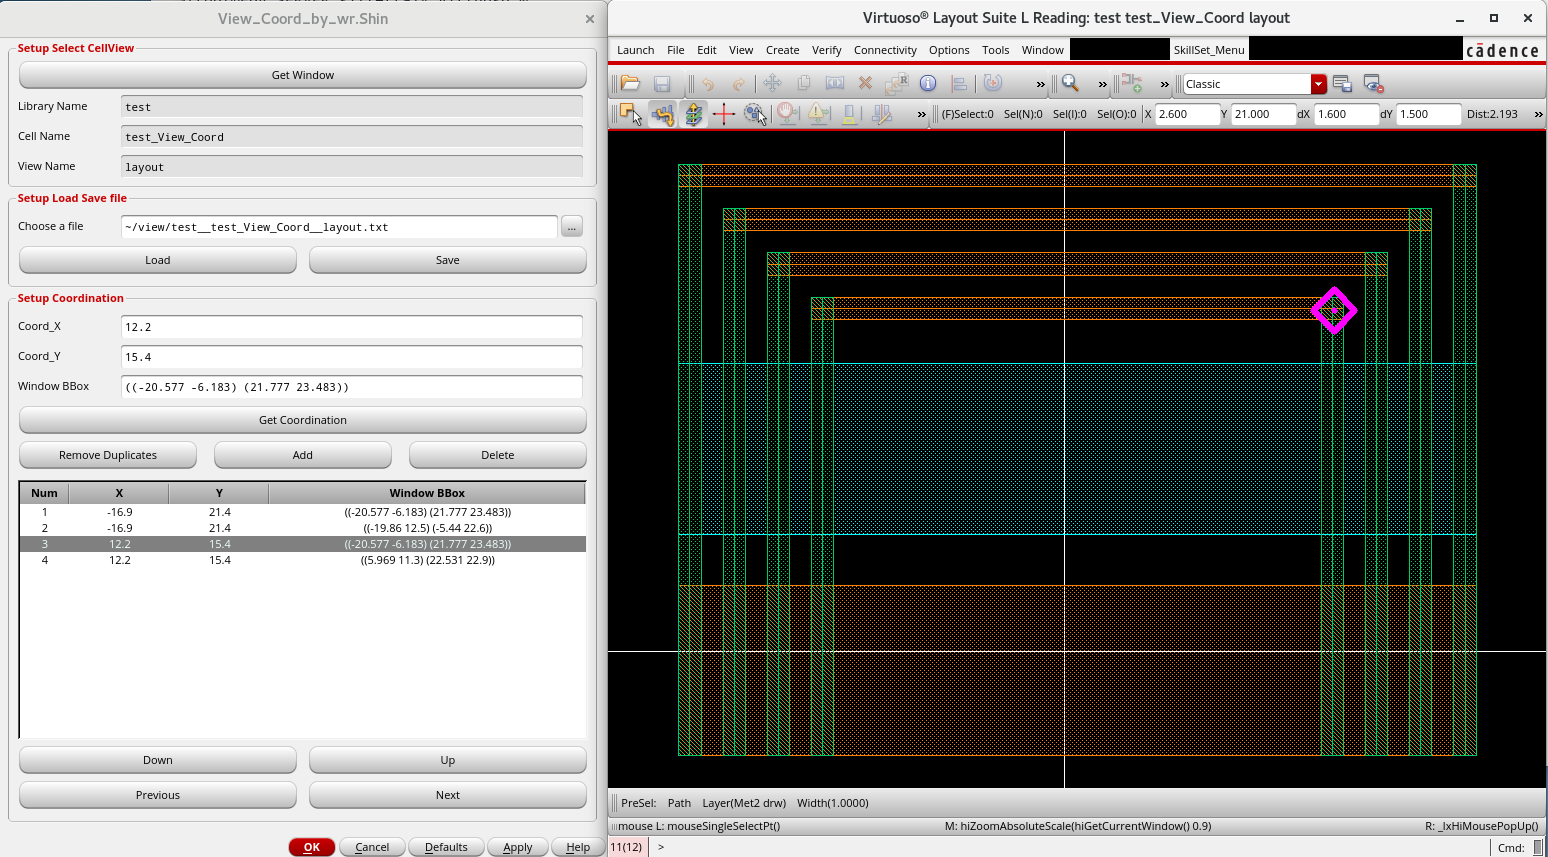 View_Coord_by_wr.Shin
Setup Select CellView
Get Window
Library Name test
Cell Name test_View_Coord
View Name layout
Setup Load Save file
Choose a file ~/view/test__test_View_Coord__layout.txt ...
Load Save
Setup Coordination
Coord_X 12.2
Coord_Y 15.4
Window BBox ((-20.577 -6.183) (21.777 23.483))
Get Coordination
Remove Duplicates Add Delete
Num X Y Window BBox
1 -16.9 21.4 ((-20.577 -6.183) (21.777 23.483))
2 -16.9 21.4 ((-19.86 12.5) (-5.44 22.6))
3 12.2 15.4 ((-20.577 -6.183) (21.777 23.483))
4 12.2 15.4 ((5.969 11.3) (22.531 22.9))
Down Up
Previous Next
OK Cancel Defaults Apply Help
Virtuoso® Layout Suite L Reading: test test_View_Coord layout
Launch File Edit View Create Verify Connectivity Options Tools Window SkillSet_Menu cādence
» » » Classic
» (F)Select:0 Sel(N):0 Sel(I):0 Sel(O):0 X 2.600 Y 21.000 dX 1.600 dY 1.500 Dist:2.193 »
PreSel: Path Layer(Met2 drw) Width(1.0000)
mouse L: mouseSingleSelectPt() M: hiZoomAbsoluteScale(hiGetCurrentWindow() 0.9) R: _lxHiMousePopUp()
11(12) > Cmd: